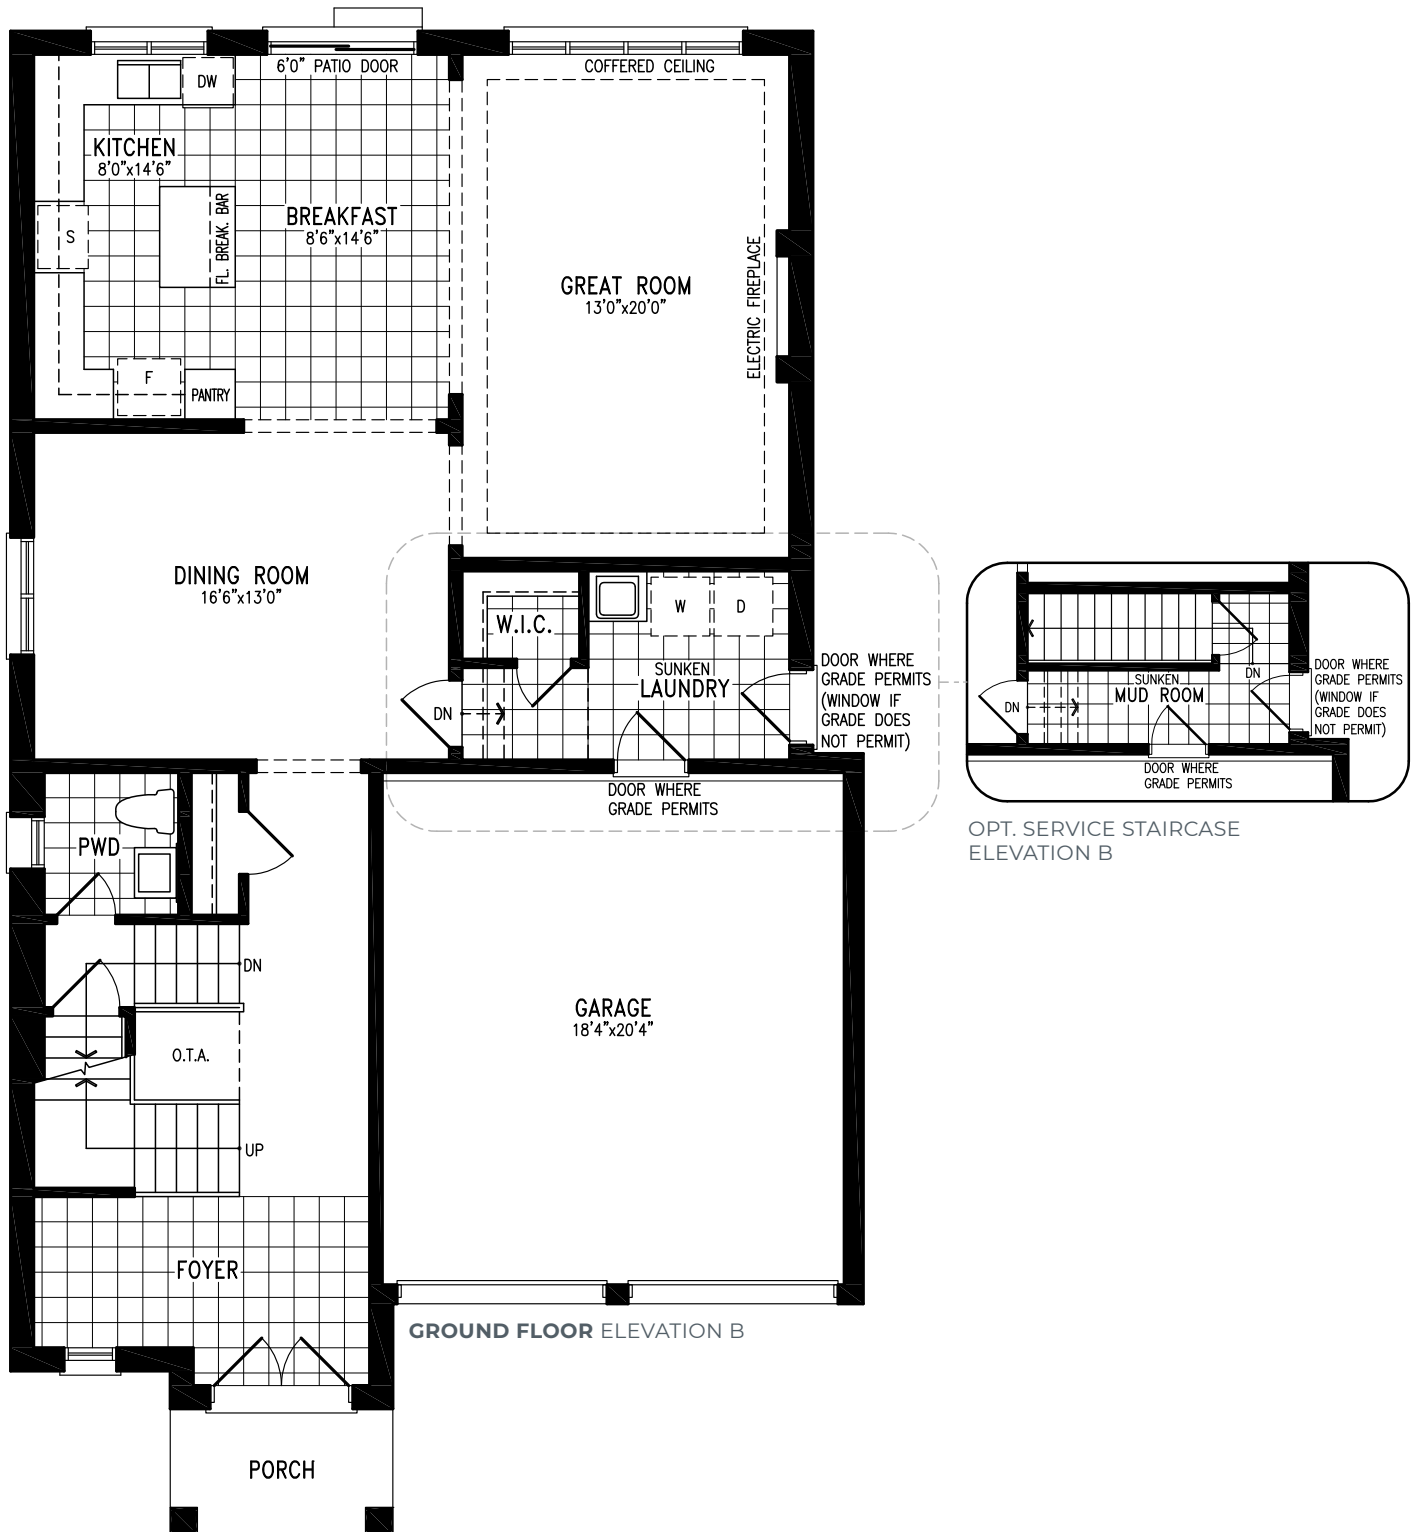 6'0" PATIO DOOR
COFFERED CEILING
DW
KITCHEN
8'0"x14'6"
BREAKFAST
8'6"x14'6"
FL. BREAK. BAR
S
GREAT ROOM
13'0"x20'0"
ELECTRIC FIREPLACE
F
PANTRY
DINING ROOM
16'6"x13'0"
W.I.C.
W
D
SUNKEN
LAUNDRY
DN
DOOR WHERE
GRADE PERMITS
(WINDOW IF
GRADE DOES
NOT PERMIT)
DOOR WHERE
GRADE PERMITS
SUNKEN
MUD ROOM
DN
DN
DOOR WHERE
GRADE PERMITS
(WINDOW IF
GRADE DOES
NOT PERMIT)
DOOR WHERE
GRADE PERMITS
OPT. SERVICE STAIRCASE
ELEVATION B
PWD
DN
O.T.A.
UP
GARAGE
18'4"x20'4"
FOYER
GROUND FLOOR ELEVATION B
PORCH